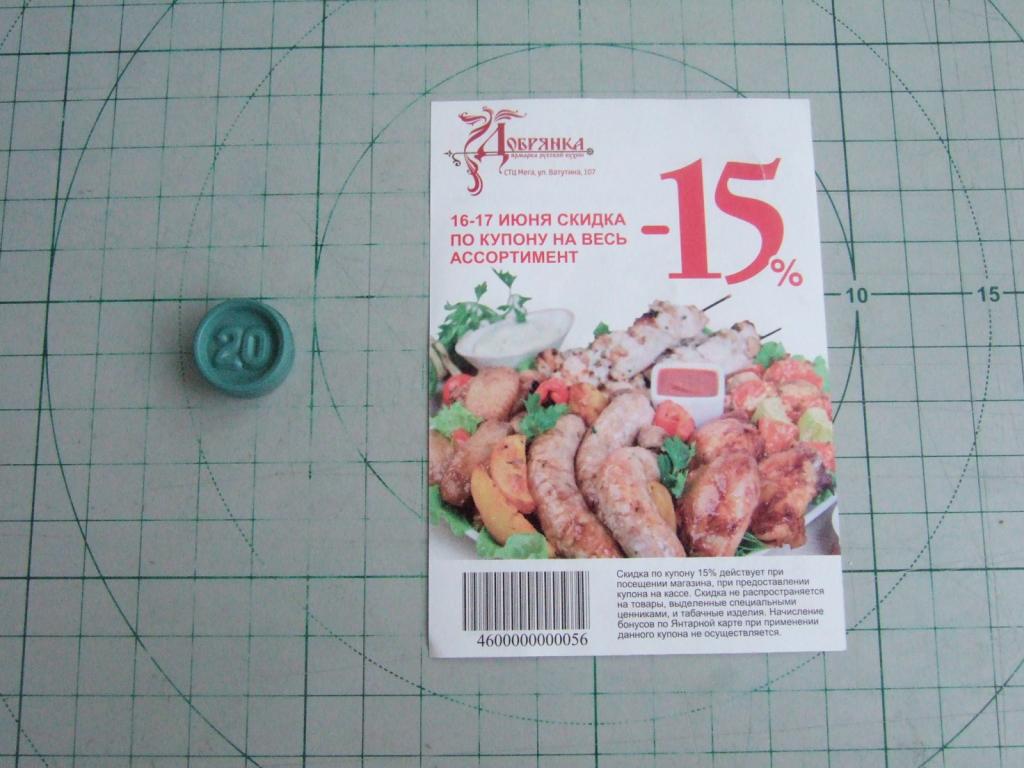 ДОБРЯНКА
ярмарка русской кухни
СТЦ Мега, ул. Ватутина, 107
-15%
16-17 ИЮНЯ СКИДКА
ПО КУПОНУ НА ВЕСЬ
АССОРТИМЕНТ
10
15
20
Скидка по купону 15% действует при
посещении магазина, при предоставлении
купона на кассе. Скидка не распространяется
на товары, выделенные специальными
ценниками, и табачные изделия. Начисление
бонусов по Янтарной карте при применении
данного купона не осуществляется.
4600000000056